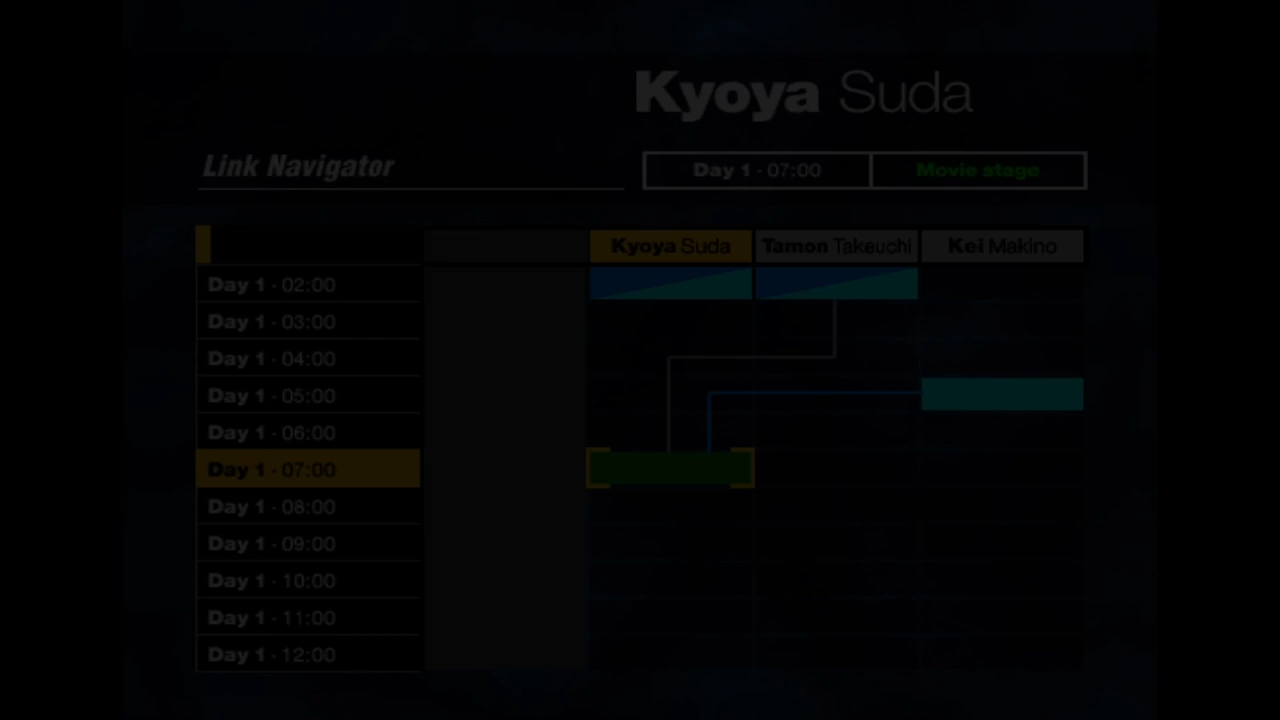 Kyoya Suda
Link Navigator
Day 1 - 07:00 Movie stage
Kyoya Suda Tamon Takeuchi Kei Makino
Day 1 - 02:00
Day 1 - 03:00
Day 1 - 04:00
Day 1 - 05:00
Day 1 - 06:00
Day 1 - 07:00
Day 1 - 08:00
Day 1 - 09:00
Day 1 - 10:00
Day 1 - 11:00
Day 1 - 12:00